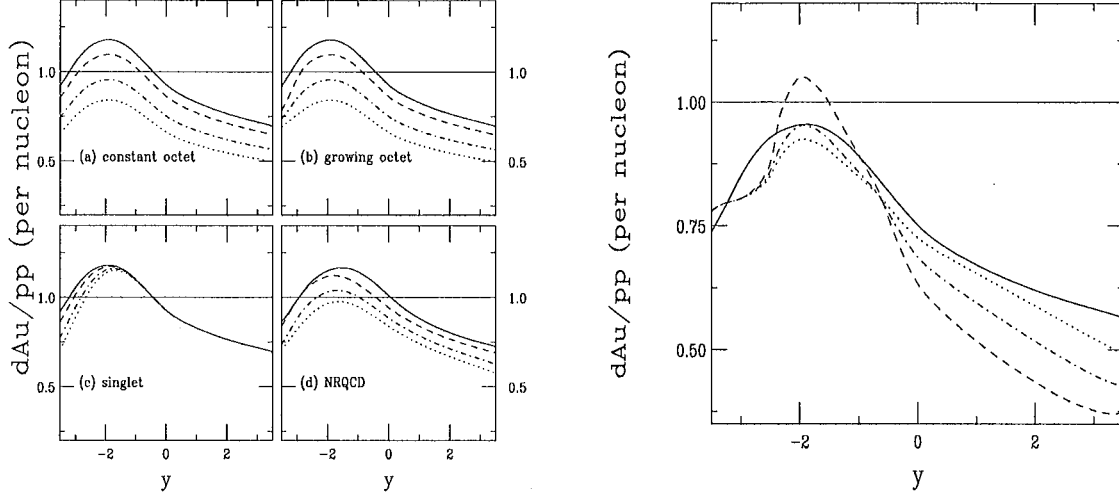 dAu/pp (per nucleon)
1.0
0.5
1.0
0.5
(a) constant octet
(b) growing octet
1.0
0.5
1.0
0.5
(c) singlet
(d) NRQCD
-2
0
2
-2
0
2
y
y
dAu/pp (per nucleon)
1.00
0.75
0.50
-2
0
2
y